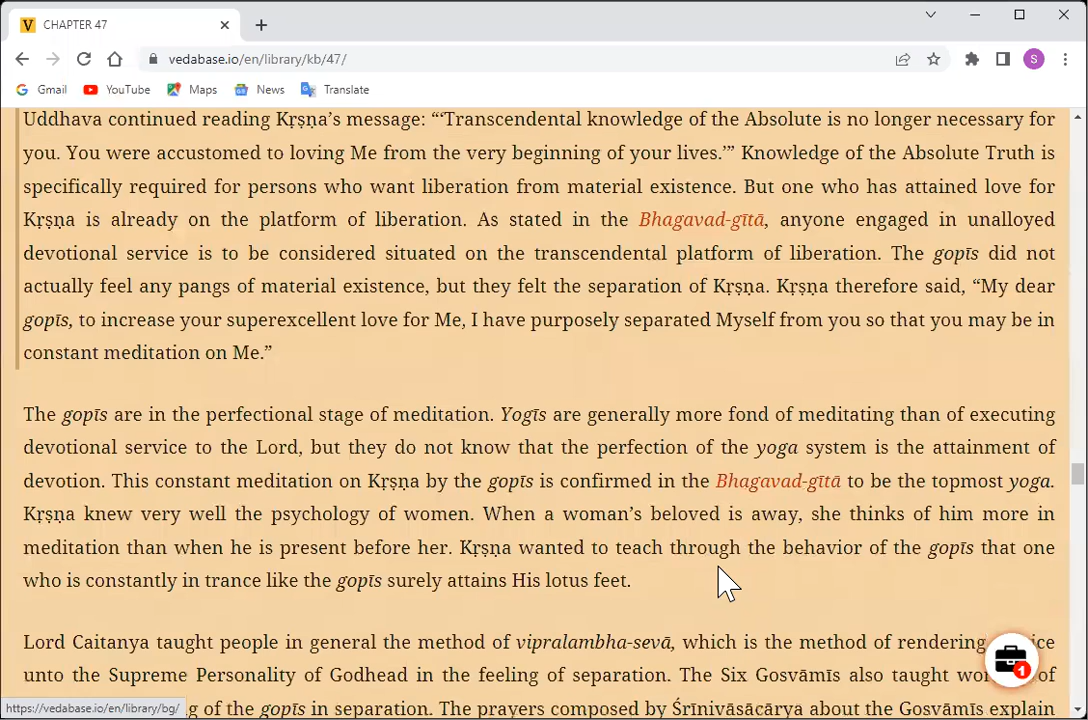 CHAPTER 47
vedabase.io/en/library/kb/47/
S
Gmail YouTube Maps News Translate
Uddhava continued reading Kṛṣṇa’s message: “‘Transcendental knowledge of the Absolute is no longer necessary for
you. You were accustomed to loving Me from the very beginning of your lives.’” Knowledge of the Absolute Truth is
specifically required for persons who want liberation from material existence. But one who has attained love for
Kṛṣṇa is already on the platform of liberation. As stated in the Bhagavad-gītā, anyone engaged in unalloyed
devotional service is to be considered situated on the transcendental platform of liberation. The gopīs did not
actually feel any pangs of material existence, but they felt the separation of Kṛṣṇa. Kṛṣṇa therefore said, “My dear
gopīs, to increase your superexcellent love for Me, I have purposely separated Myself from you so that you may be in
constant meditation on Me.”
The gopīs are in the perfectional stage of meditation. Yogīs are generally more fond of meditating than of executing
devotional service to the Lord, but they do not know that the perfection of the yoga system is the attainment of
devotion. This constant meditation on Kṛṣṇa by the gopīs is confirmed in the Bhagavad-gītā to be the topmost yoga.
Kṛṣṇa knew very well the psychology of women. When a woman’s beloved is away, she thinks of him more in
meditation than when he is present before her. Kṛṣṇa wanted to teach through the behavior of the gopīs that one
who is constantly in trance like the gopīs surely attains His lotus feet.
Lord Caitanya taught people in general the method of vipralambha-sevā, which is the method of rendering
unto the Supreme Personality of Godhead in the feeling of separation. The Six Gosvāmīs also taught of
1
https://vedabase.io/en/library/bg/ g of the gopīs in separation. The prayers composed by Śrīnivāsācārya about the Gosvāmīs explain